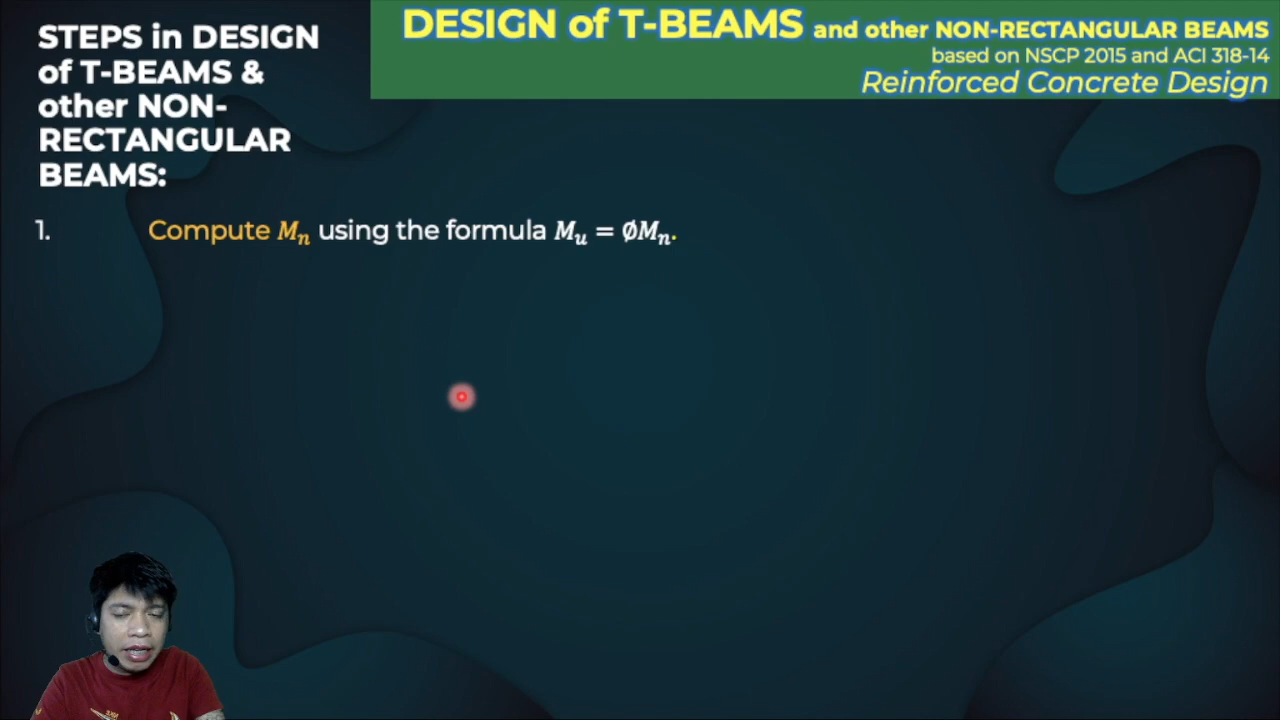 STEPS in DESIGN
of T-BEAMS &
other NON-
RECTANGULAR
BEAMS:
DESIGN of T-BEAMS and other NON-RECTANGULAR BEAMS
based on NSCP 2015 and ACI 318-14
Reinforced Concrete Design
1. Compute Mₙ using the formula Mᵤ = ∅Mₙ.